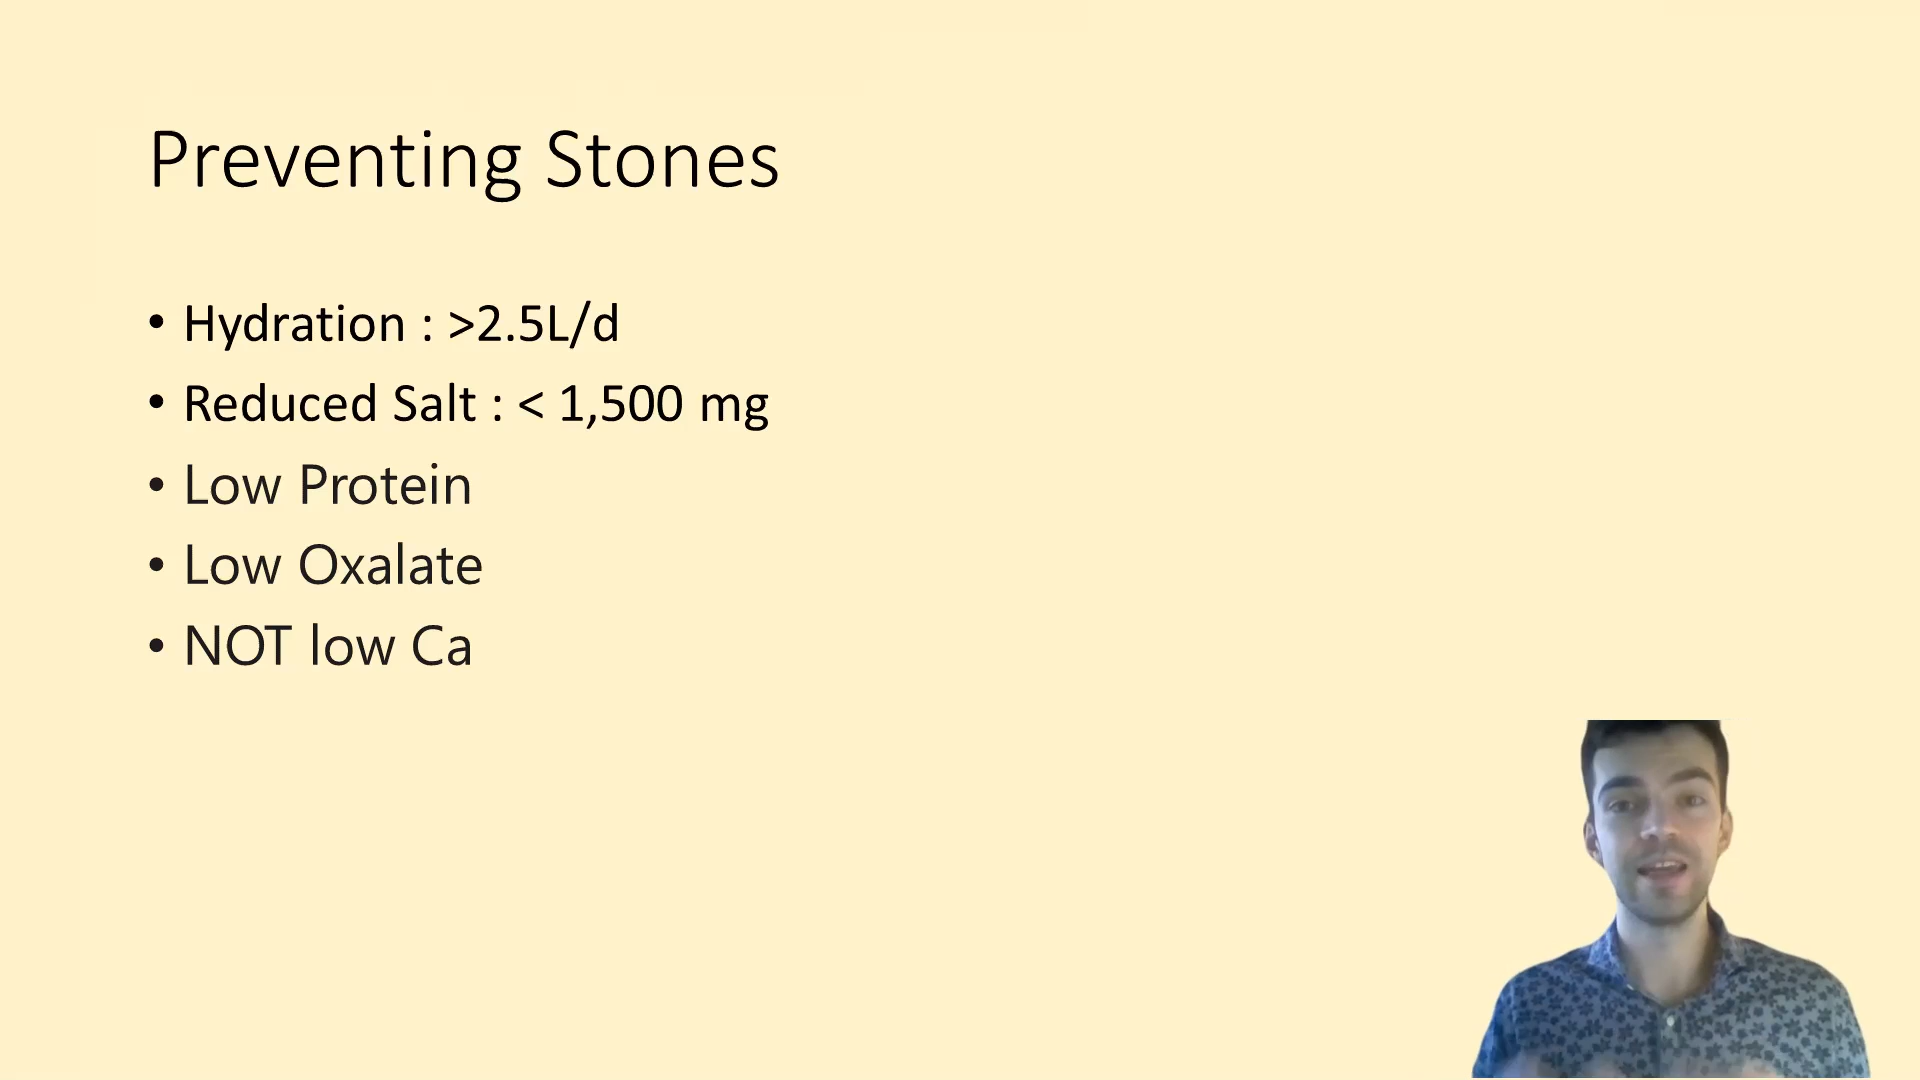 Preventing Stones
• Hydration : >2.5L/d
• Reduced Salt : < 1,500 mg
• Low Protein
• Low Oxalate
• NOT low Ca